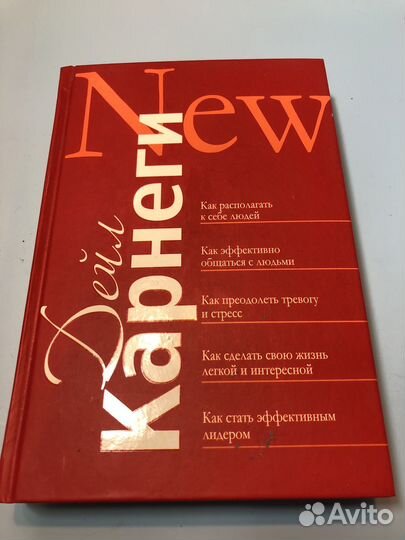 New
Дейл
Карнеги
Как располагать
к себе людей
Как эффективно
общаться с людьми
Как преодолеть тревогу
и стресс
Как сделать свою жизнь
легкой и интересной
Как стать эффективным
лидером
Avito